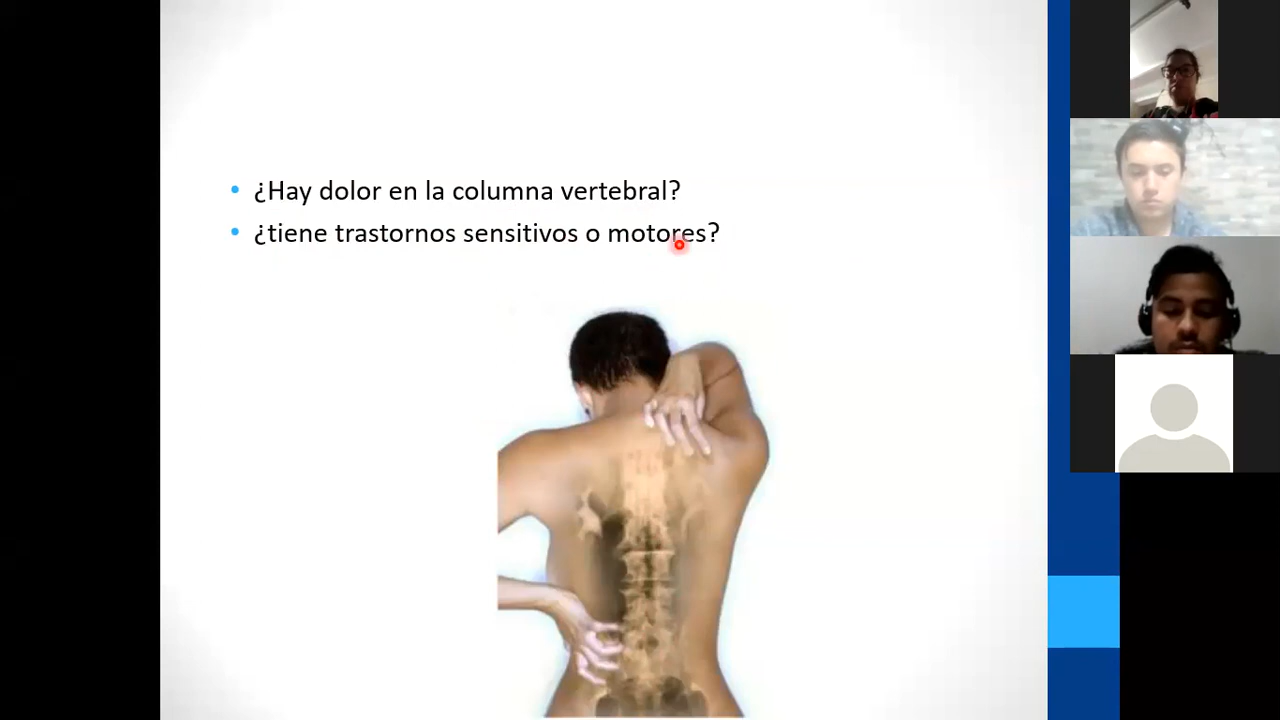 ¿Hay dolor en la columna vertebral?
¿tiene trastornos sensitivos o motores?